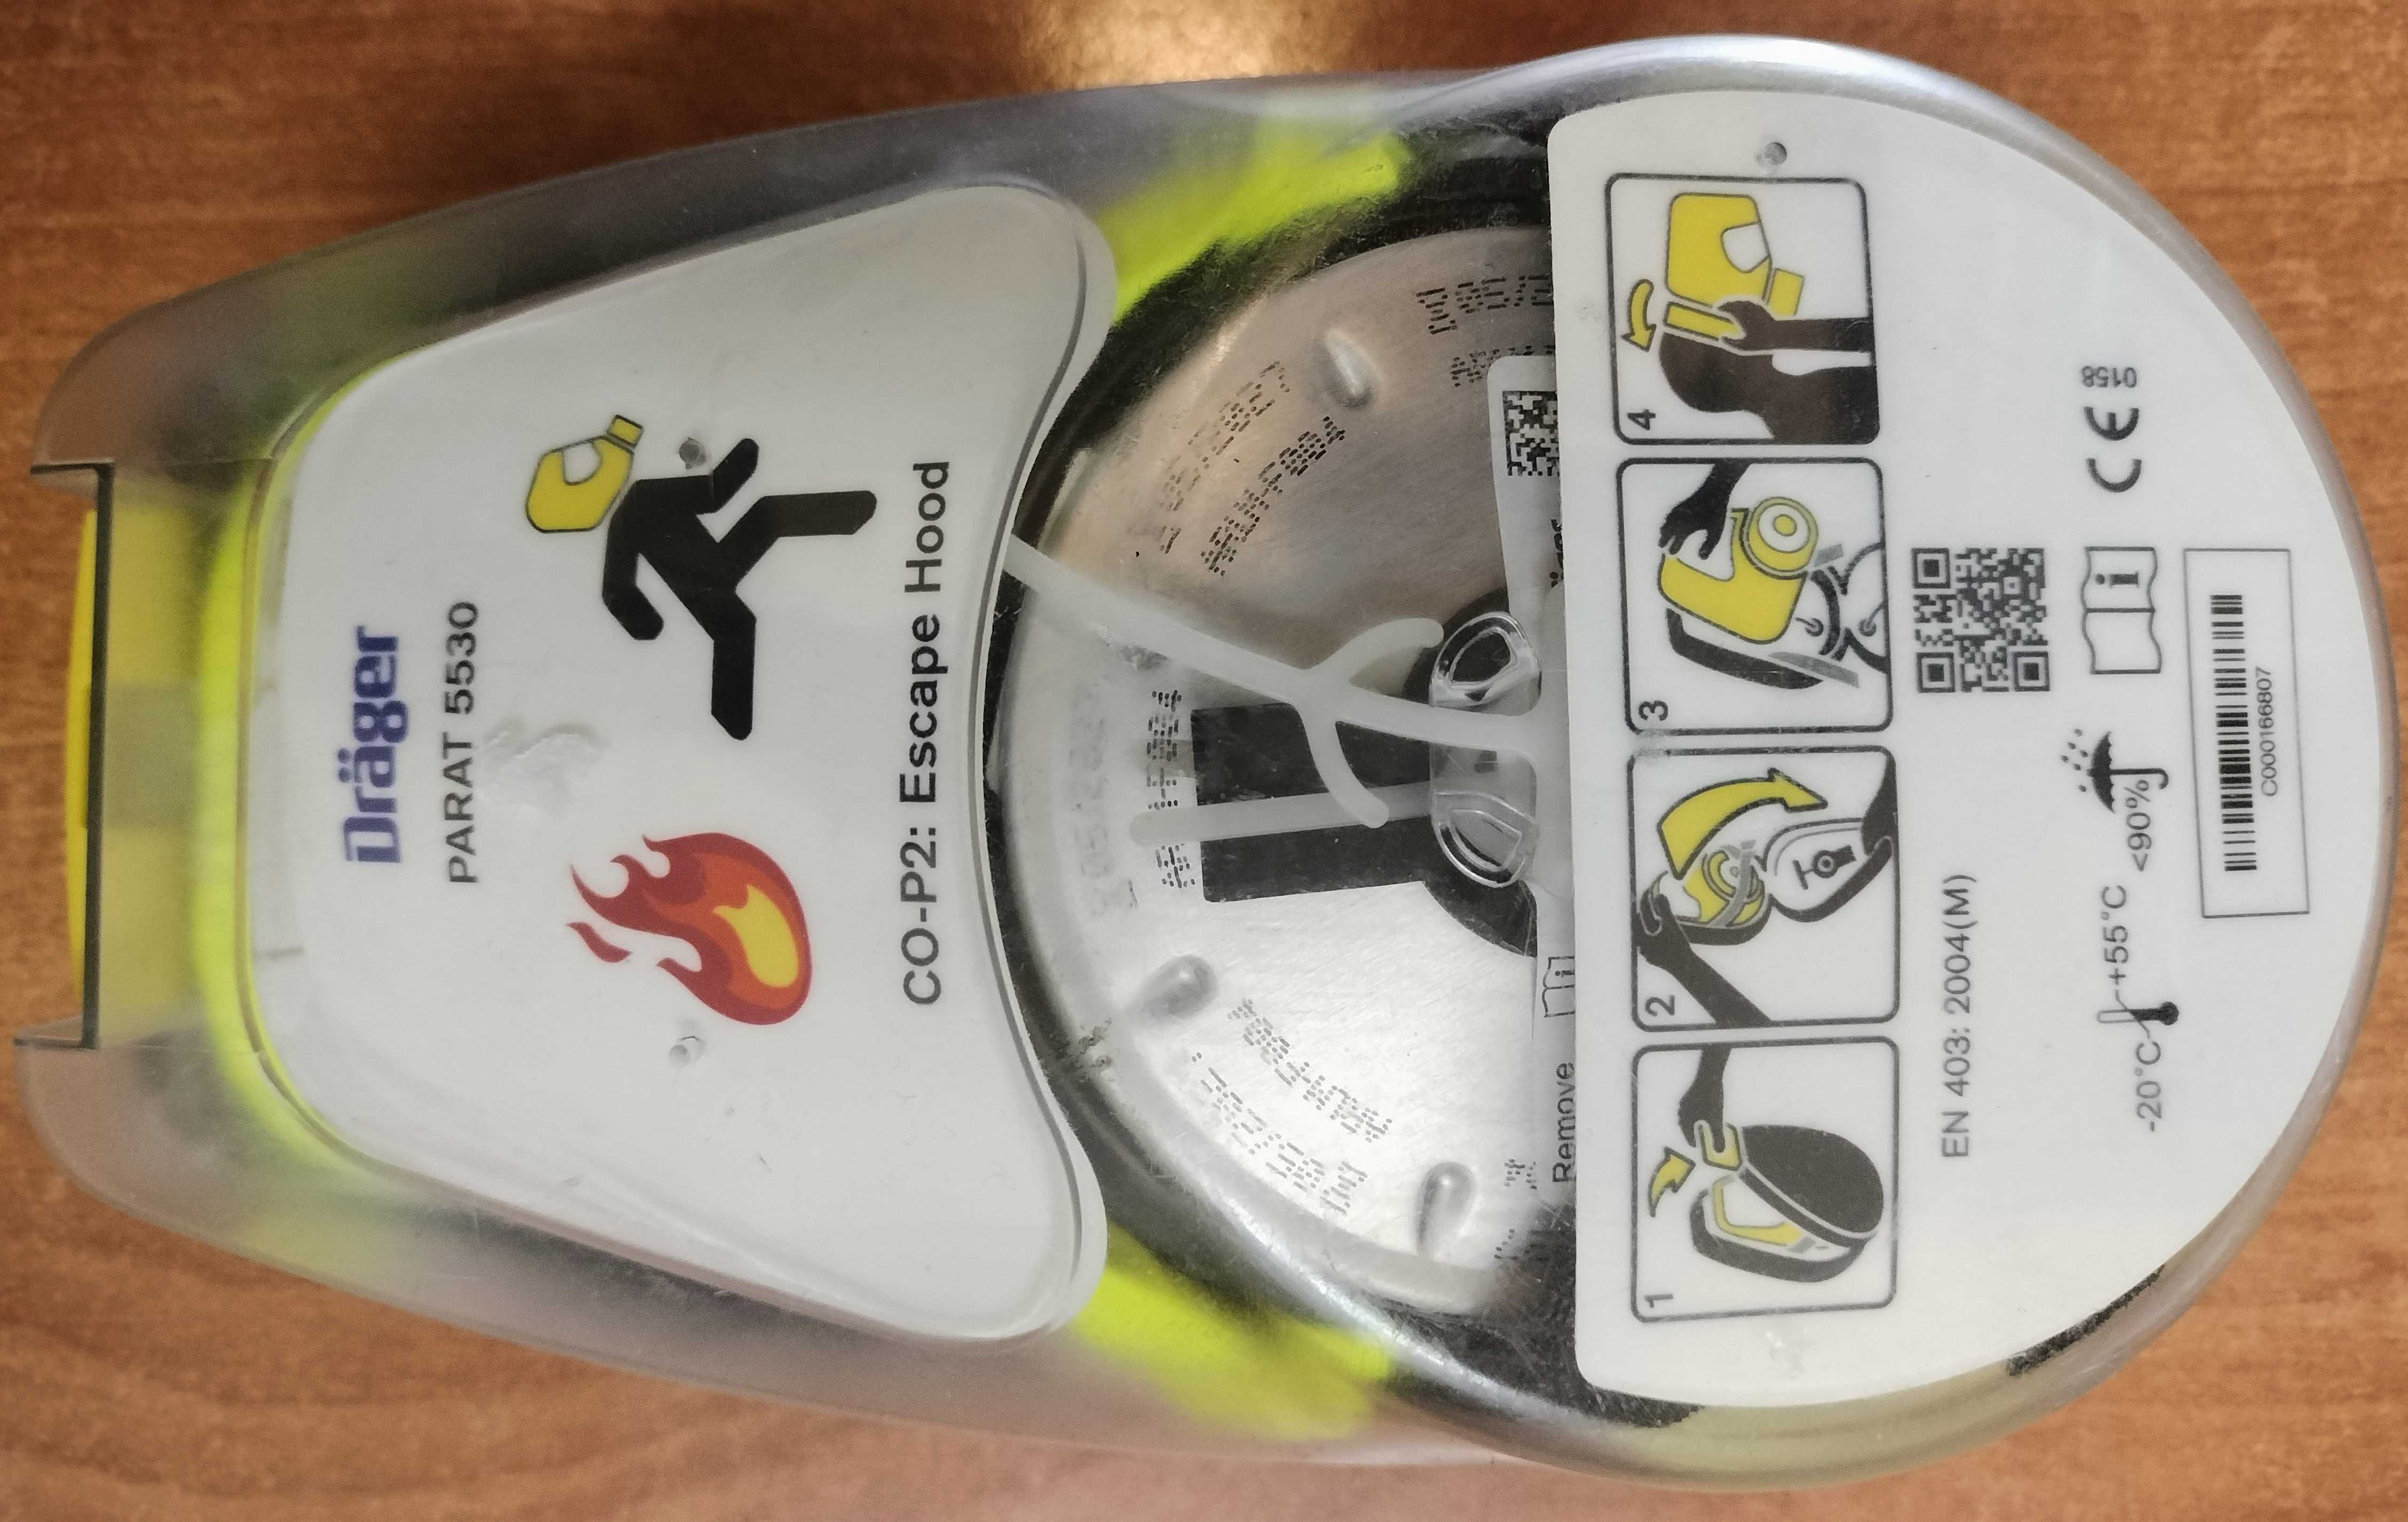 Dräger
PARAT 5530
CO-P2: Escape Hood
Remove
1
2
3
4
EN 403: 2004(M)
-20°C
+55°C
<90%
i
CE 0158
C000166807